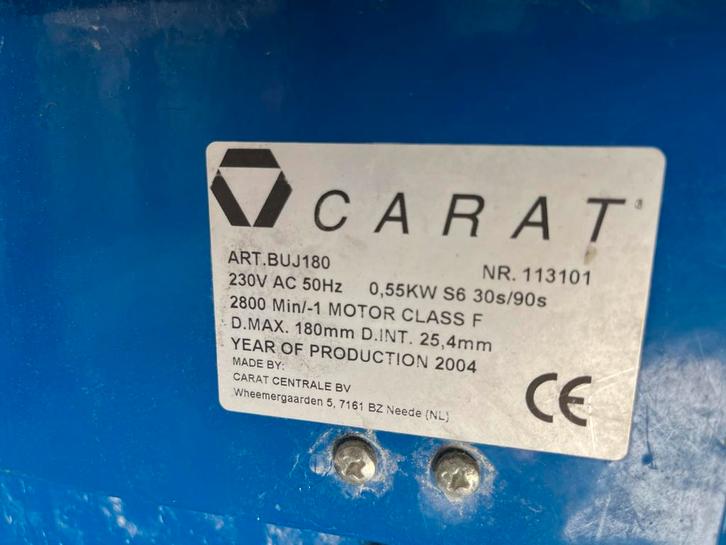 CARAT
ART.BUJ180 NR. 113101
230V AC 50Hz 0,55KW S6 30s/90s
2800 Min/-1 MOTOR CLASS F
D.MAX. 180mm D.INT. 25,4mm
YEAR OF PRODUCTION 2004
MADE BY:
CARAT CENTRALE BV
Wheemergaarden 5, 7161 BZ Neede (NL)
CE